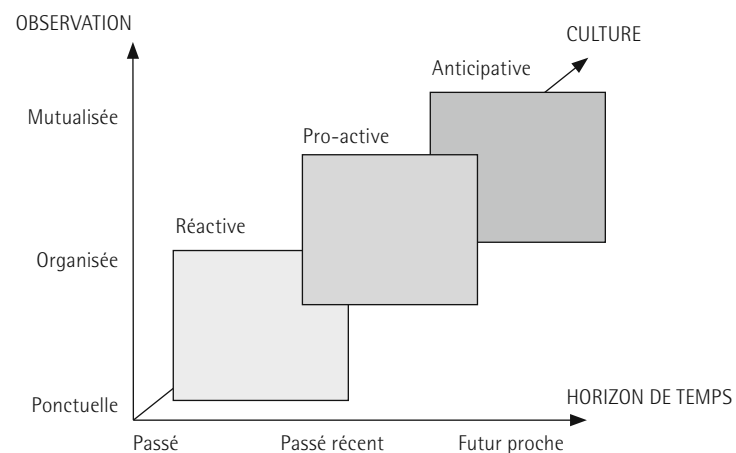 OBSERVATION
CULTURE
Anticipative
Mutualisée
Pro-active
Réactive
Organisée
Ponctuelle
HORIZON DE TEMPS
Passé
Passé récent
Futur proche